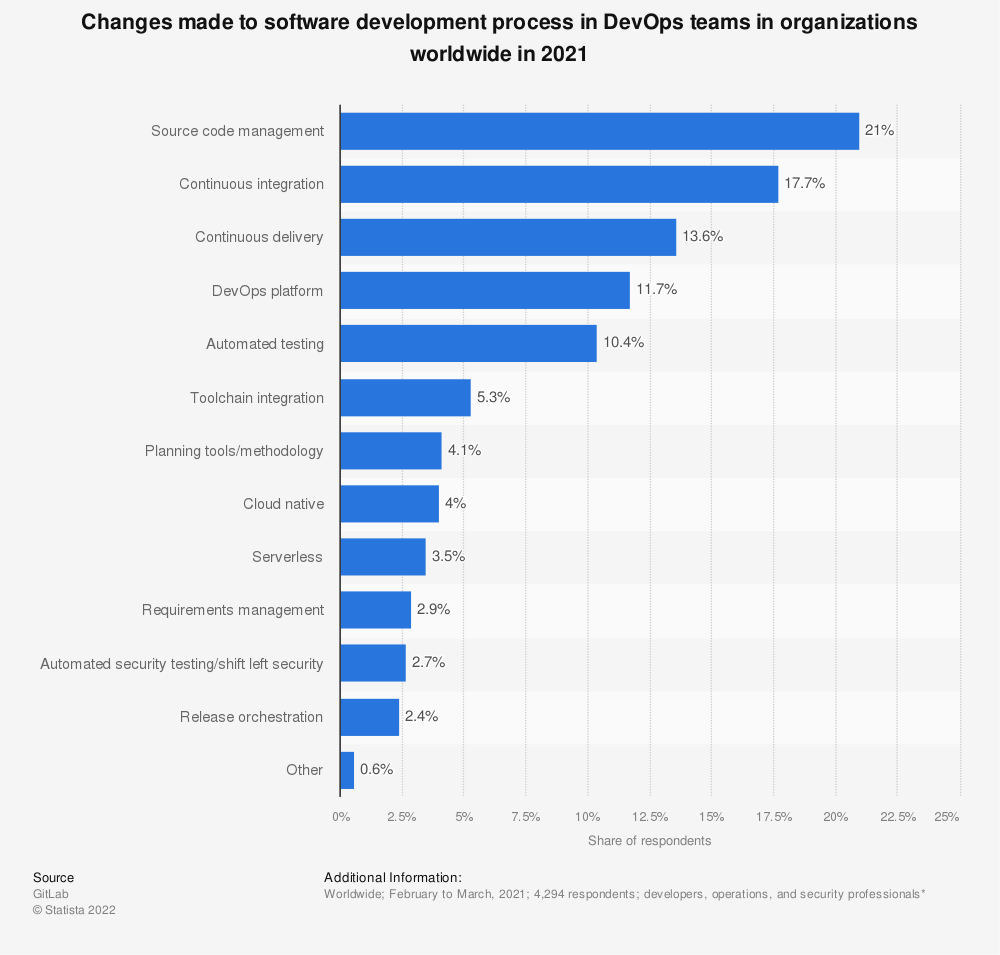 Changes made to software development process in DevOps teams in organizations
worldwide in 2021
Source code management 21%
Continuous integration 17.7%
Continuous delivery 13.6%
DevOps platform 11.7%
Automated testing 10.4%
Toolchain integration 5.3%
Planning tools/methodology 4.1%
Cloud native 4%
Serverless 3.5%
Requirements management 2.9%
Automated security testing/shift left security 2.7%
Release orchestration 2.4%
Other 0.6%
0% 2.5% 5% 7.5% 10% 12.5% 15% 17.5% 20% 22.5% 25%
Share of respondents
Source
GitLab
© Statista 2022
Additional Information:
Worldwide; February to March, 2021; 4,294 respondents; developers, operations, and security professionals*